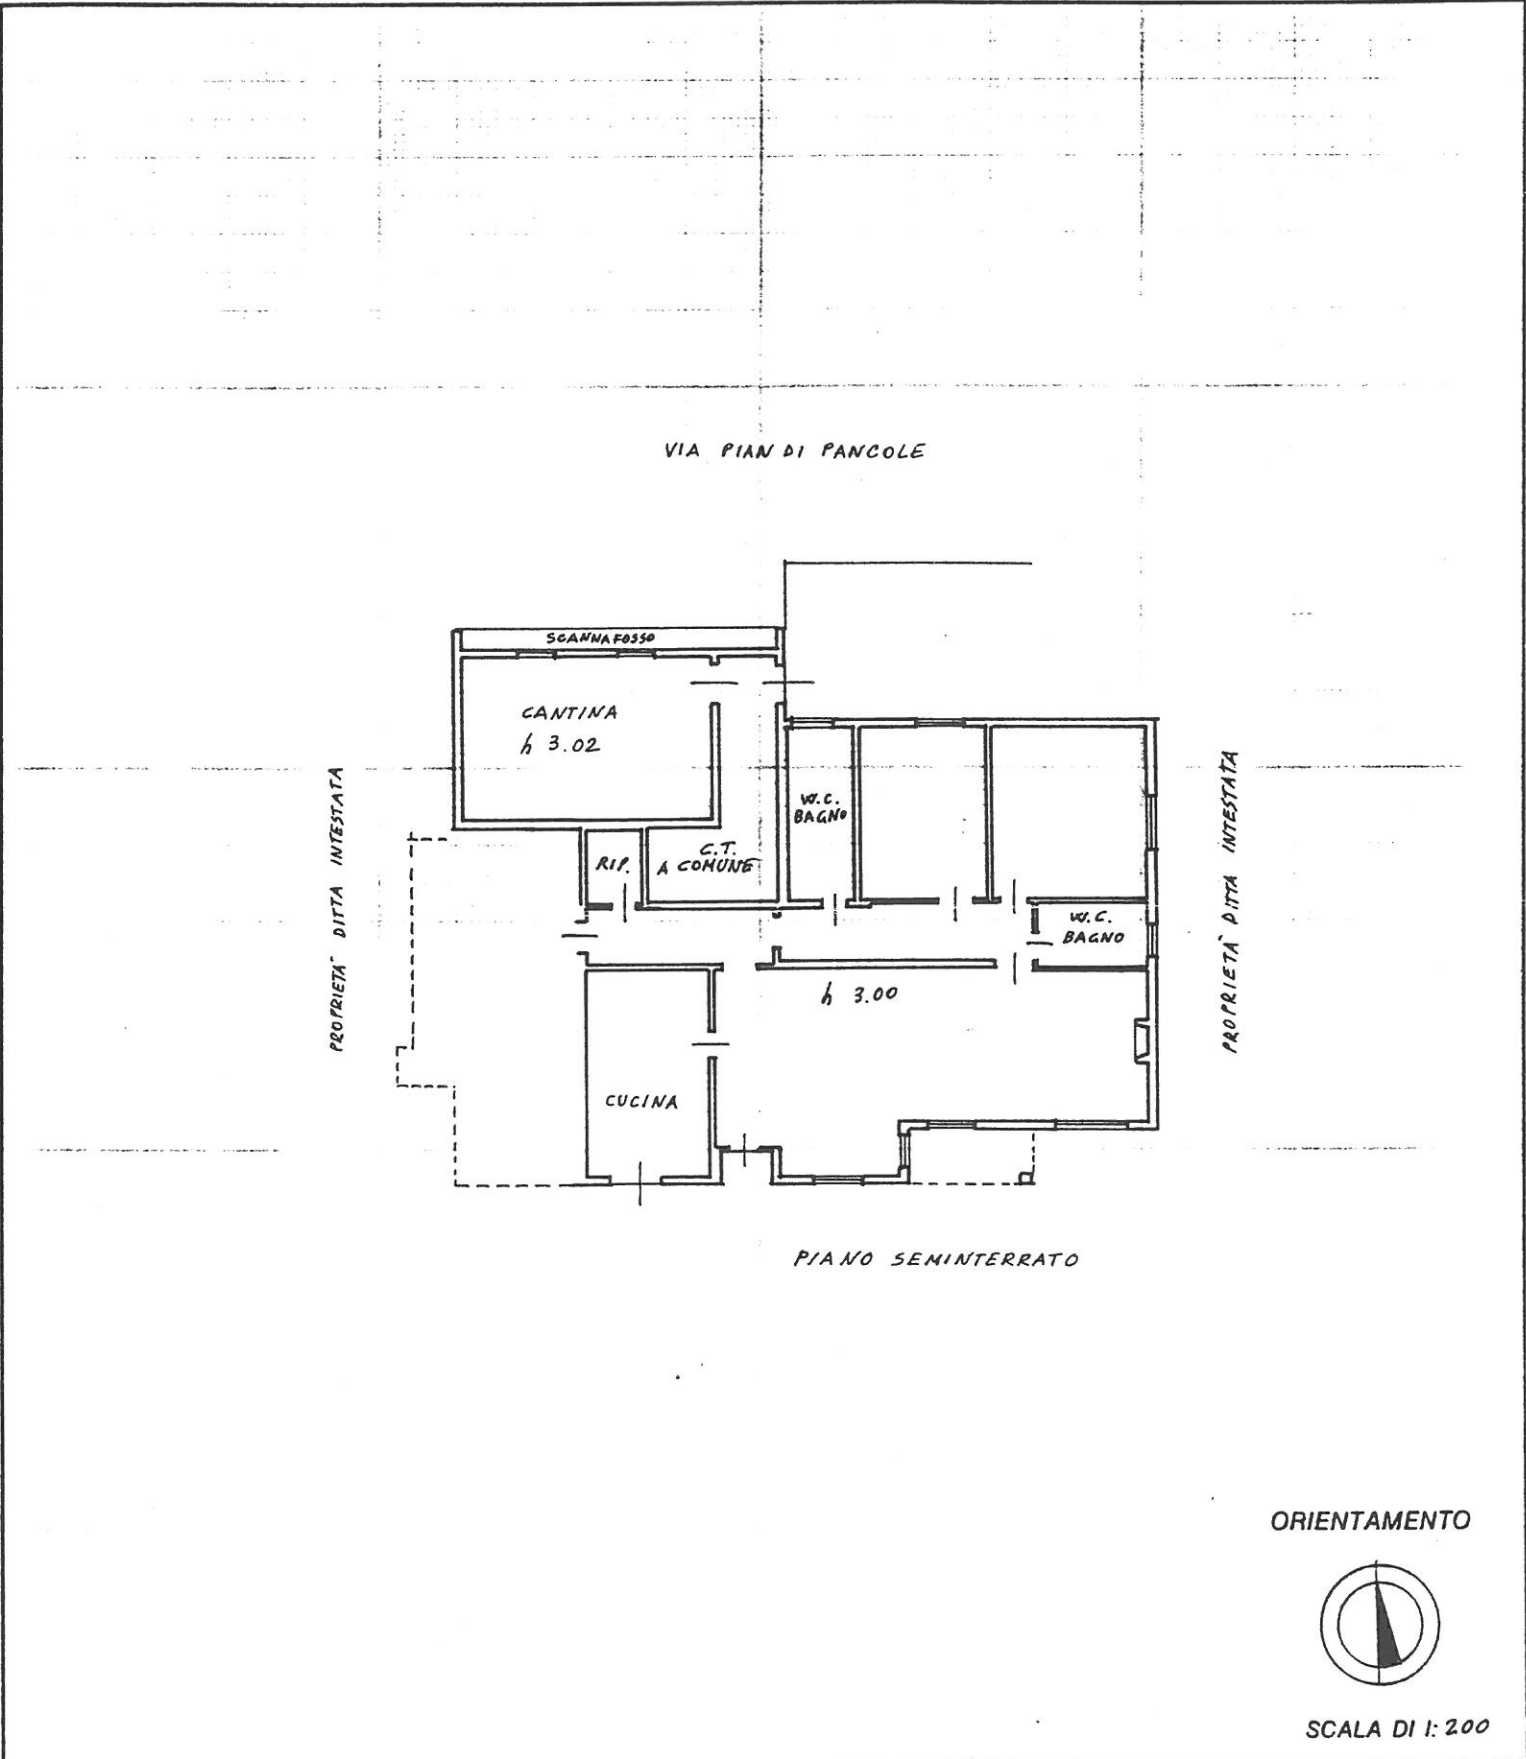 VIA PIAN DI PANCOLE
SCANNAFOSSO
CANTINA
h 3.02
PROPRIETÀ DITTA INTESTATA
W.C.
BAGNO
RIP.
C.T.
A COMUNE
W.C.
BAGNO
PROPRIETÀ DITTA INTESTATA
h 3.00
CUCINA
PIANO SEMINTERRATO
ORIENTAMENTO
SCALA DI 1:200